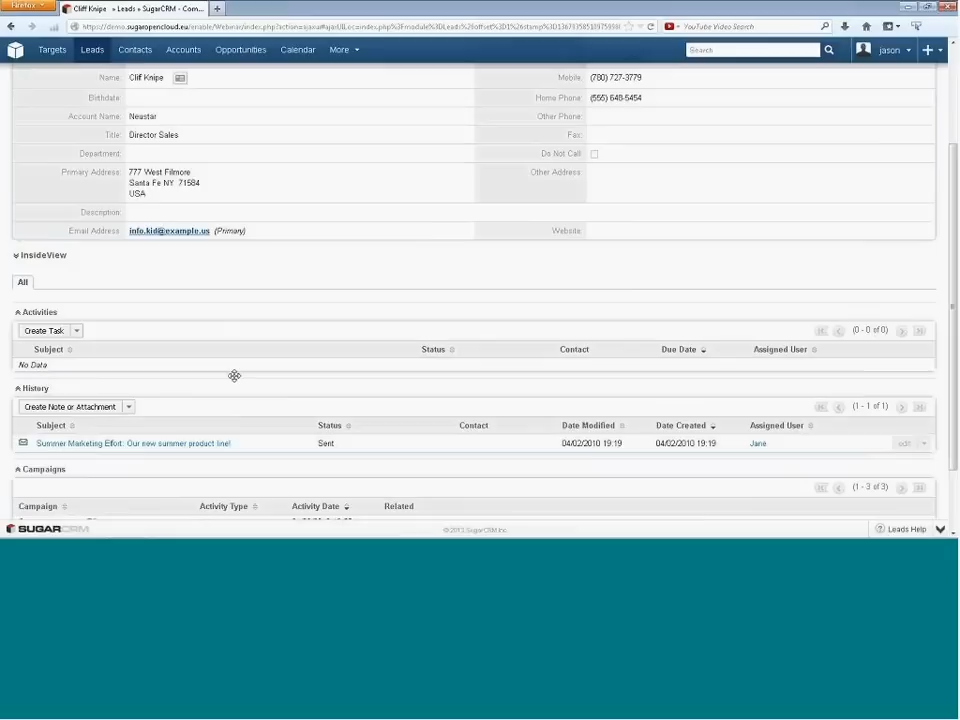 Firefox
Clif Knipe » Leads » SugarCRM - Com...
YouTube Video Search
Targets Leads Contacts Accounts Opportunities Calendar More Search jason
Name: Clif Knipe Mobile: (780) 727-3779
Birthdate: Home Phone: (555) 648-5454
Account Name: Neustar Other Phone:
Title: Director Sales Fax:
Department: Do Not Call:
Primary Address: 777 West Filmore Other Address:
Santa Fe NY 71584
USA
Description:
Email Address: info.kid@example.us (Primary) Website:
InsideView
All
Activities
Create Task (0 - 0 of 0)
Subject Status Contact Due Date Assigned User
No Data
History
Create Note or Attachment (1 - 1 of 1)
Subject Status Contact Date Modified Date Created Assigned User
Summer Marketing Effort: Our new summer product line! Sent 04/02/2010 19:19 04/02/2010 19:19 Jane edit
Campaigns
(1 - 3 of 3)
Campaign Activity Type Activity Date Related
SUGARCRM © 2013 SugarCRM Inc. Leads Help